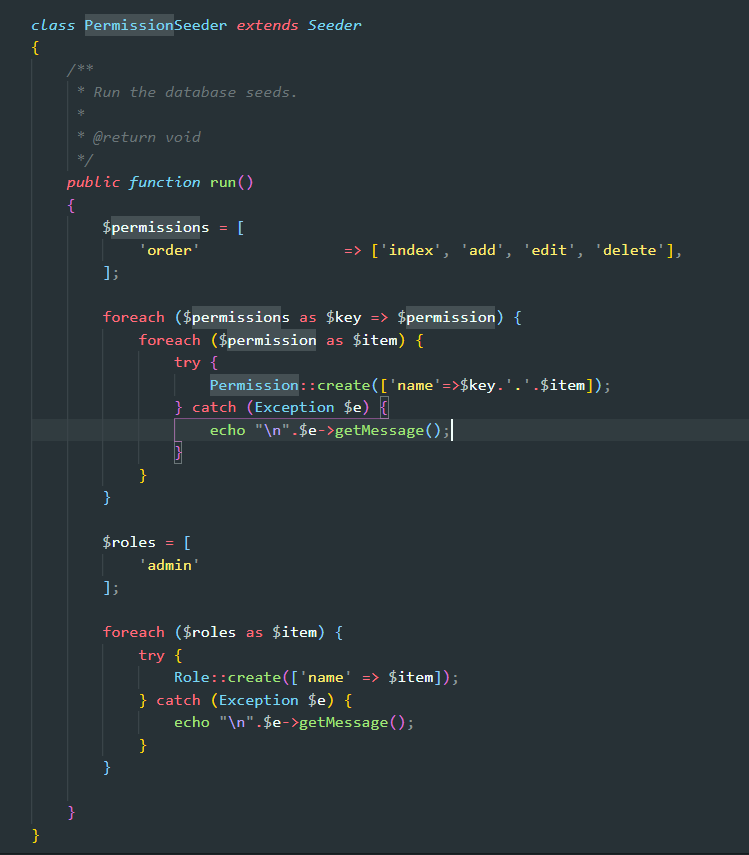 class PermissionSeeder extends Seeder
{
    /**
     * Run the database seeds.
     *
     * @return void
     */
    public function run()
    {
        $permissions = [
            'order'                => ['index', 'add', 'edit', 'delete'],
        ];

        foreach ($permissions as $key => $permission) {
            foreach ($permission as $item) {
                try {
                    Permission::create(['name'=>$key.'.'.$item]);
                } catch (Exception $e) {
                    echo "\n".$e->getMessage();
                }
            }
        }

        $roles = [
            'admin'
        ];

        foreach ($roles as $item) {
            try {
                Role::create(['name' => $item]);
            } catch (Exception $e) {
                echo "\n".$e->getMessage();
            }
        }

    }
}